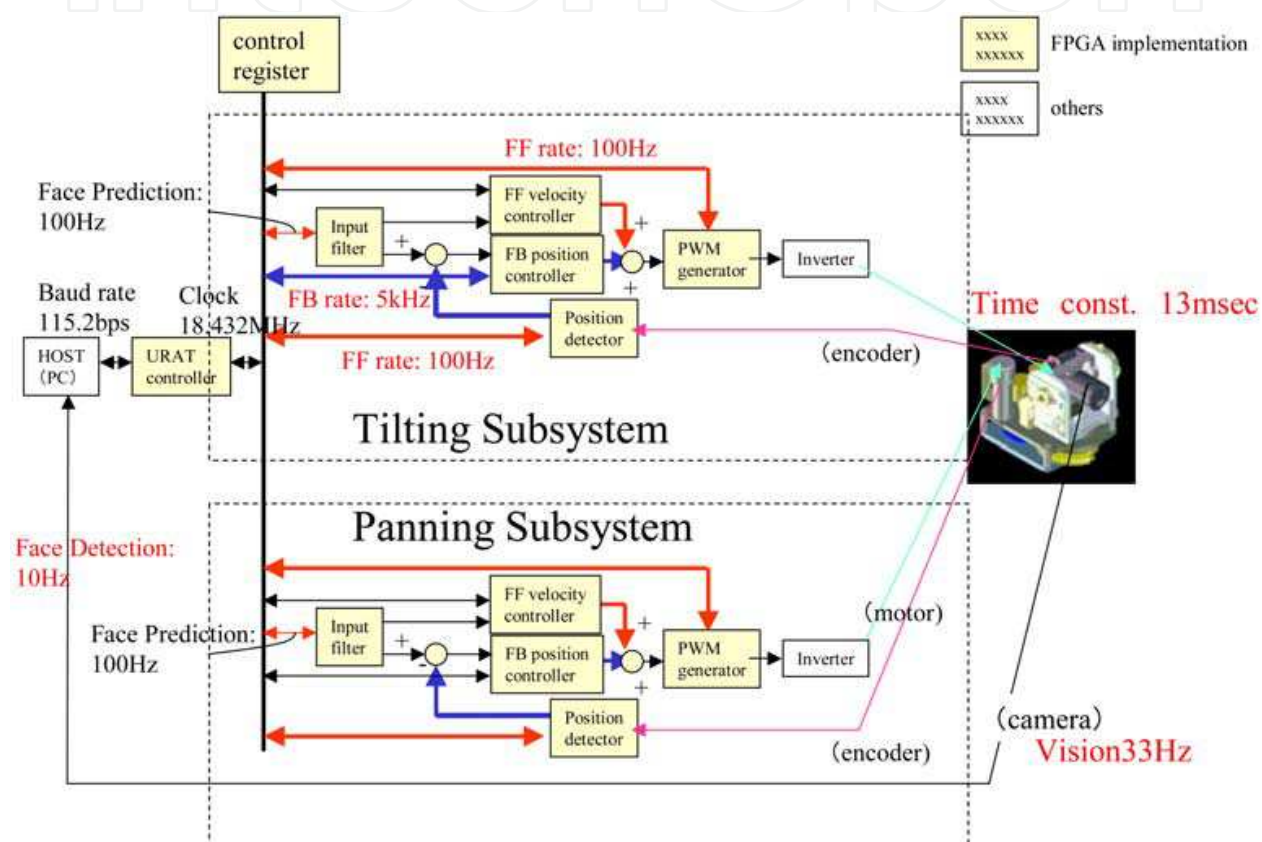 control
register
xxxx
xxxxxx
FPGA implementation
xxxx
xxxxxx
others
FF rate: 100Hz
Face Prediction:
100Hz
FF velocity
controller
Input
filter
+
+
FB position
controller
-
+
PWM
generator
Inverter
FB rate: 5kHz
Baud rate
115.2bps
Clock
18.432MHz
Position
detector
Time const. 13msec
HOST
(PC)
URAT
controller
FF rate: 100Hz
(encoder)
Tilting Subsystem
Panning Subsystem
Face Detection:
10Hz
FF velocity
controller
(motor)
Face Prediction:
100Hz
Input
filter
+
+
-
FB position
controller
+
PWM
generator
Inverter
Position
detector
(encoder)
(camera)
Vision33Hz